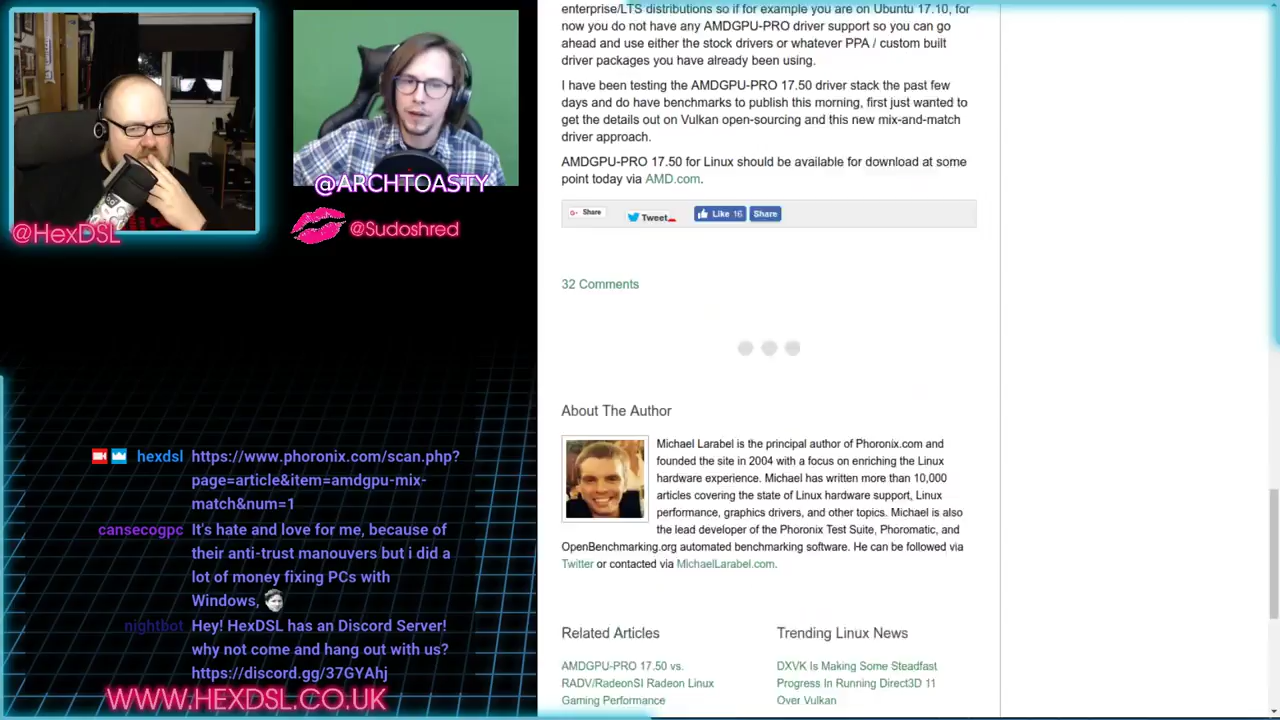 @HexDSL
@ARCHTOASTY
@Sudoshred
hexdsl https://www.phoronix.com/scan.php?
page=article&item=amdgpu-mix-
match&num=1
cansecogpc It's hate and love for me, because of
their anti-trust manouvers but i did a
lot of money fixing PCs with
Windows,
nightbot Hey! HexDSL has an Discord Server!
why not come and hang out with us?
https://discord.gg/37GYAhj
WWW.HEXDSL.CO.UK
enterprise/LTS distributions so if for example you are on Ubuntu 17.10, for
now you do not have any AMDGPU-PRO driver support so you can go
ahead and use either the stock drivers or whatever PPA / custom built
driver packages you have already been using.
I have been testing the AMDGPU-PRO 17.50 driver stack the past few
days and do have benchmarks to publish this morning, first just wanted to
get the details out on Vulkan open-sourcing and this new mix-and-match
driver approach.
AMDGPU-PRO 17.50 for Linux should be available for download at some
point today via AMD.com.
G+ Share Tweet Like 16 Share
32 Comments
About The Author
Michael Larabel is the principal author of Phoronix.com and
founded the site in 2004 with a focus on enriching the Linux
hardware experience. Michael has written more than 10,000
articles covering the state of Linux hardware support, Linux
performance, graphics drivers, and other topics. Michael is also
the lead developer of the Phoronix Test Suite, Phoromatic, and
OpenBenchmarking.org automated benchmarking software. He can be followed via
Twitter or contacted via MichaelLarabel.com.
Related Articles
AMDGPU-PRO 17.50 vs.
RADV/RadeonSI Radeon Linux
Gaming Performance
Trending Linux News
DXVK Is Making Some Steadfast
Progress In Running Direct3D 11
Over Vulkan